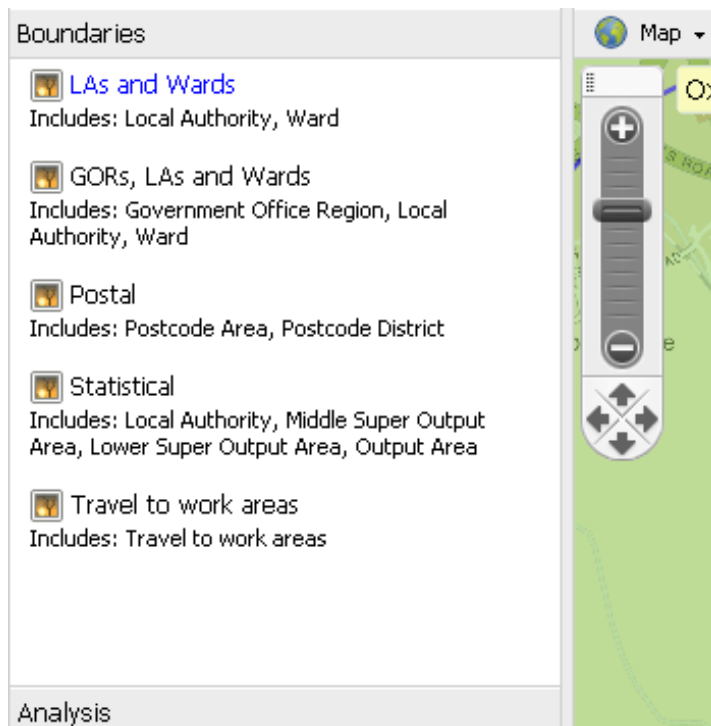 Boundaries
LAs and Wards
Includes: Local Authority, Ward
GORs, LAs and Wards
Includes: Government Office Region, Local
Authority, Ward
Postal
Includes: Postcode Area, Postcode District
Statistical
Includes: Local Authority, Middle Super Output
Area, Lower Super Output Area, Output Area
Travel to work areas
Includes: Travel to work areas
Analysis
Map
Ox